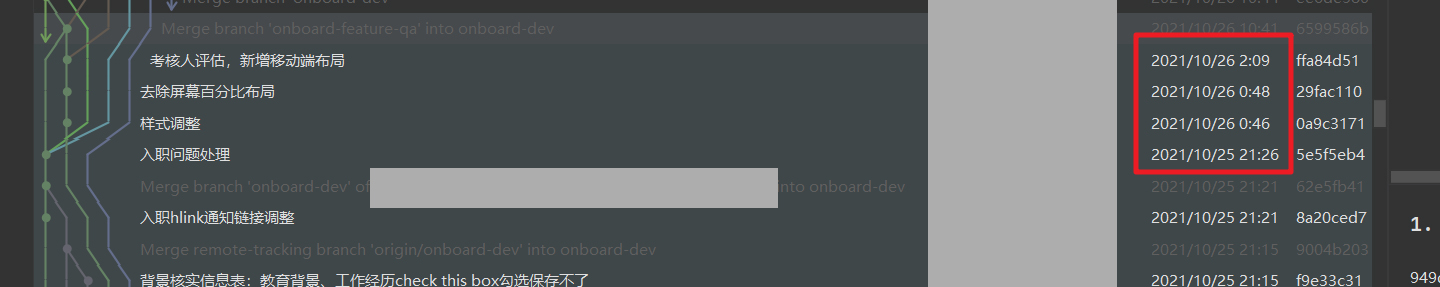 Merge branch 'onboard-feature-qa' into onboard-dev 2021/10/26 10:41 6599586b
考核人评估，新增移动端布局 2021/10/26 2:09 ffa84d51
去除屏幕百分比布局 2021/10/26 0:48 29fac110
样式调整 2021/10/26 0:46 0a9c3171
入职问题处理 2021/10/25 21:26 5e5f5eb4
Merge branch 'onboard-dev' of into onboard-dev 2021/10/25 21:21 62e5fb41
入职hlink通知链接调整 2021/10/25 21:21 8a20ced7
1.
Merge remote-tracking branch 'origin/onboard-dev' into onboard-dev 2021/10/25 21:15 9004b203
背景核实信息表：教育背景、工作经历check this box勾选保存不了 2021/10/25 21:15 f9e33c31